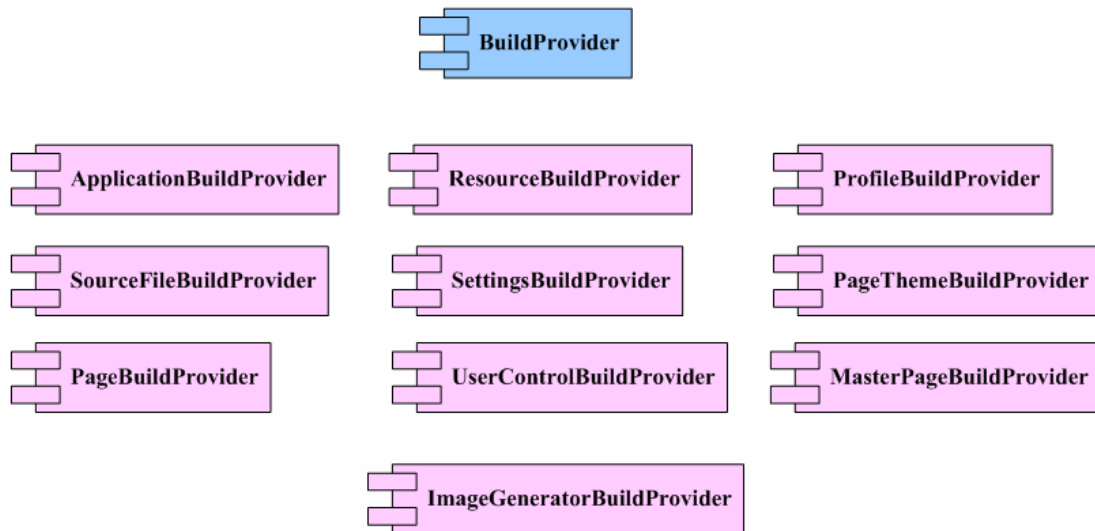 BuildProvider
ApplicationBuildProvider
ResourceBuildProvider
ProfileBuildProvider
SourceFileBuildProvider
SettingsBuildProvider
PageThemeBuildProvider
PageBuildProvider
UserControlBuildProvider
MasterPageBuildProvider
ImageGeneratorBuildProvider